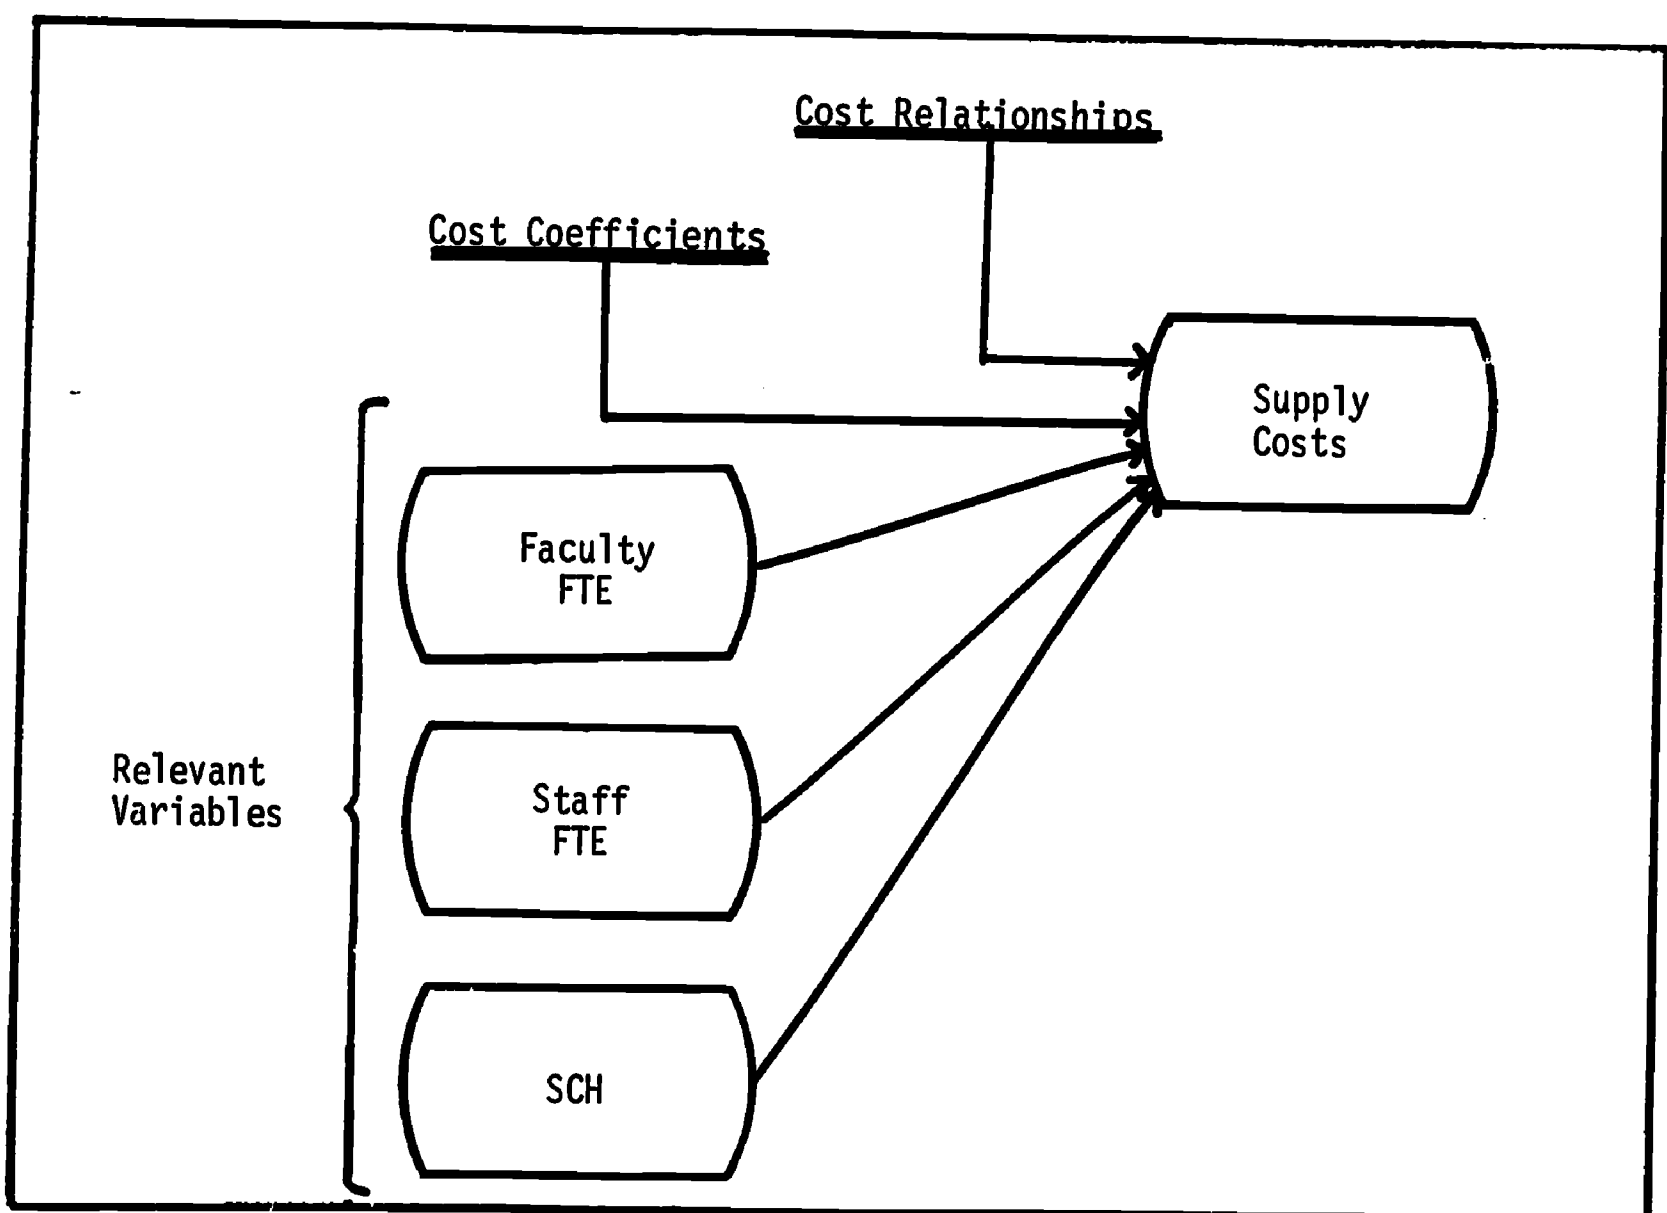 Cost Relationships
Cost Coefficients
Supply
Costs
Faculty
FTE
Relevant
Variables
Staff
FTE
SCH